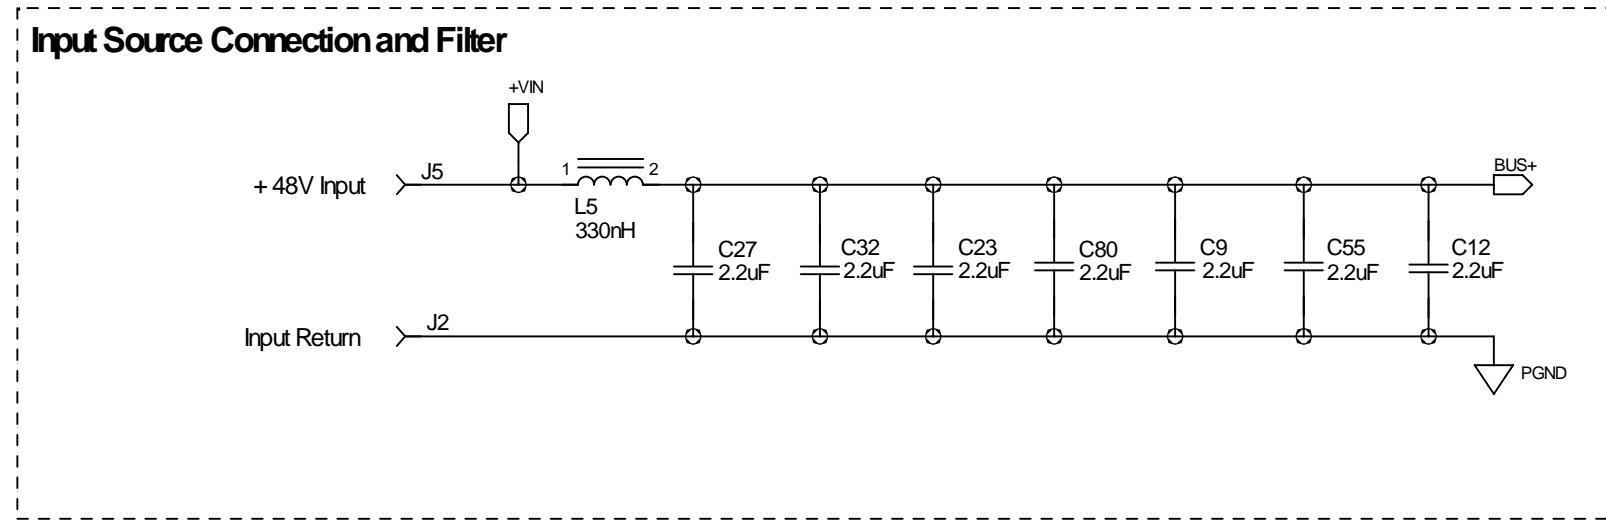 Input Source Connection and Filter
+VIN
+ 48V Input
J5
1
2
BUS+
L5
330nH
C27
2.2uF
C32
2.2uF
C23
2.2uF
C80
2.2uF
C9
2.2uF
C55
2.2uF
C12
2.2uF
Input Return
J2
PGND